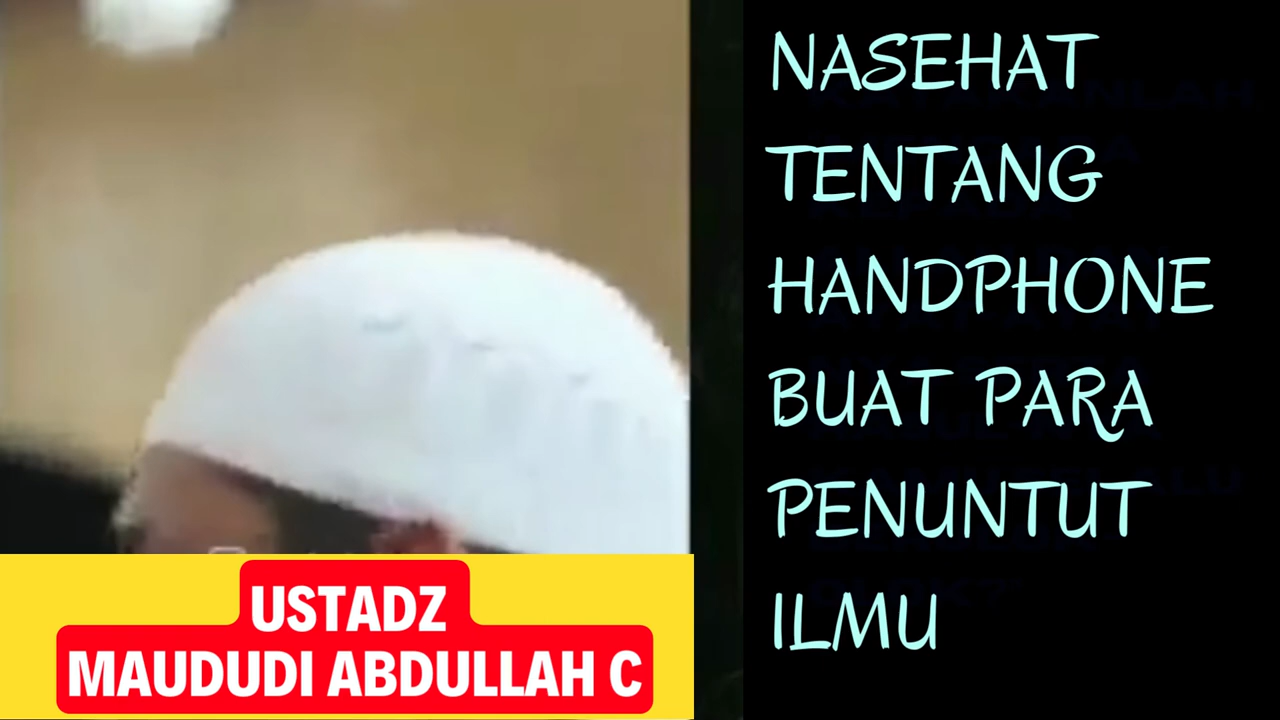 NASEHAT
TENTANG
HANDPHONE
BUAT PARA
PENUNTUT
ILMU
USTADZ
MAUDUDI ABDULLAH C